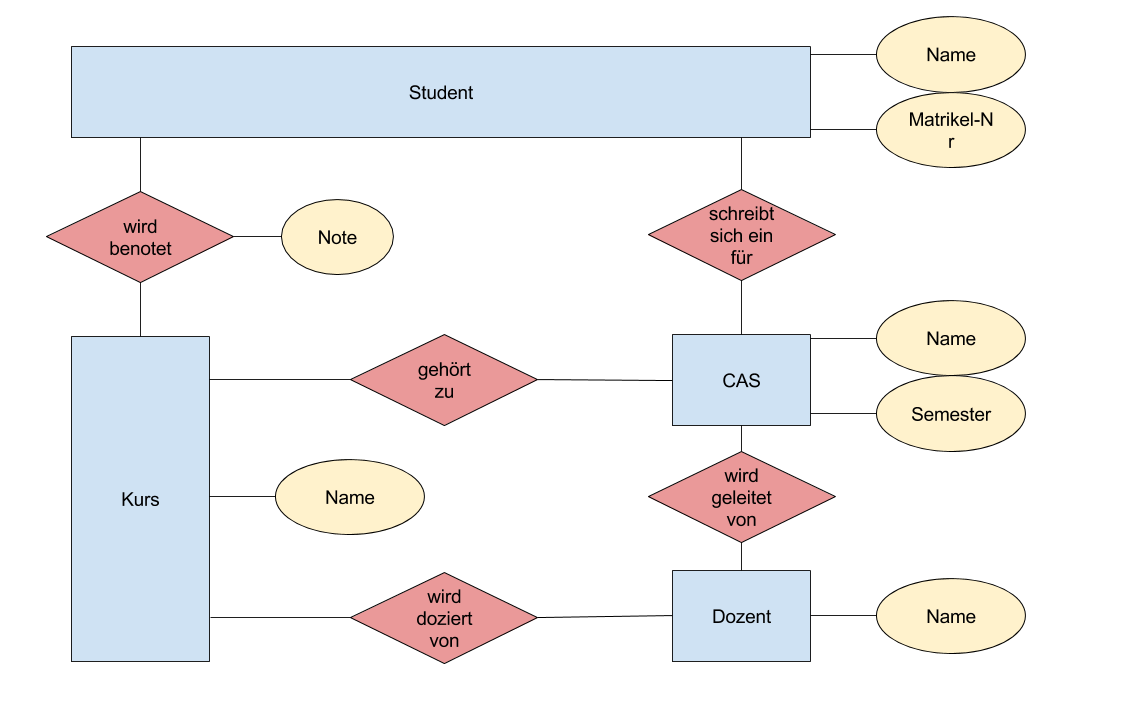 Name
Student
Matrikel-N
r
schreibt
sich ein
für
wird
benotet
Note
Name
gehört
zu
CAS
Semester
wird
geleitet
von
Kurs
Name
wird
doziert
von
Dozent
Name